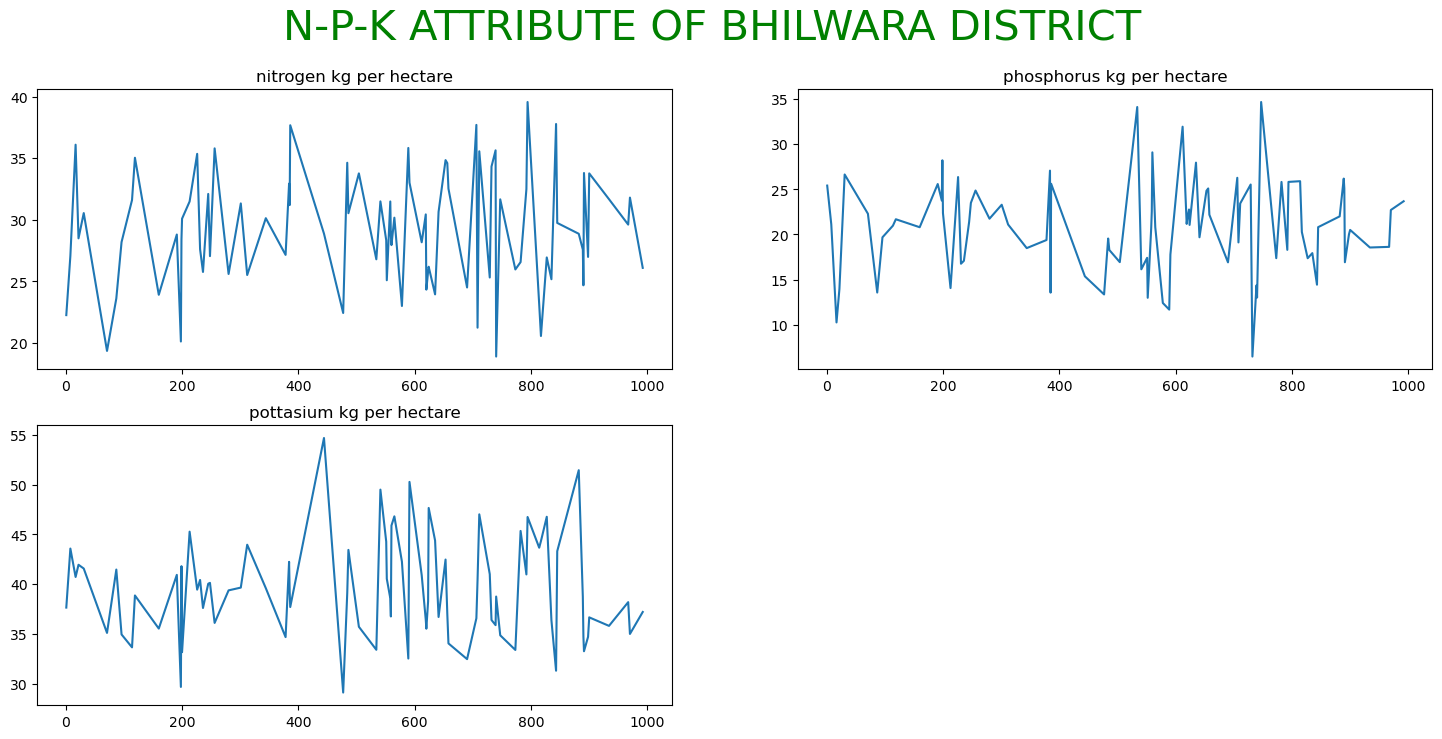 N-P-K ATTRIBUTE OF BHILWARA DISTRICT
nitrogen kg per hectare
40
35
30
25
20
0 200 400 600 800 1000
phosphorus kg per hectare
35
30
25
20
15
10
0 200 400 600 800 1000
pottasium kg per hectare
55
50
45
40
35
30
0 200 400 600 800 1000